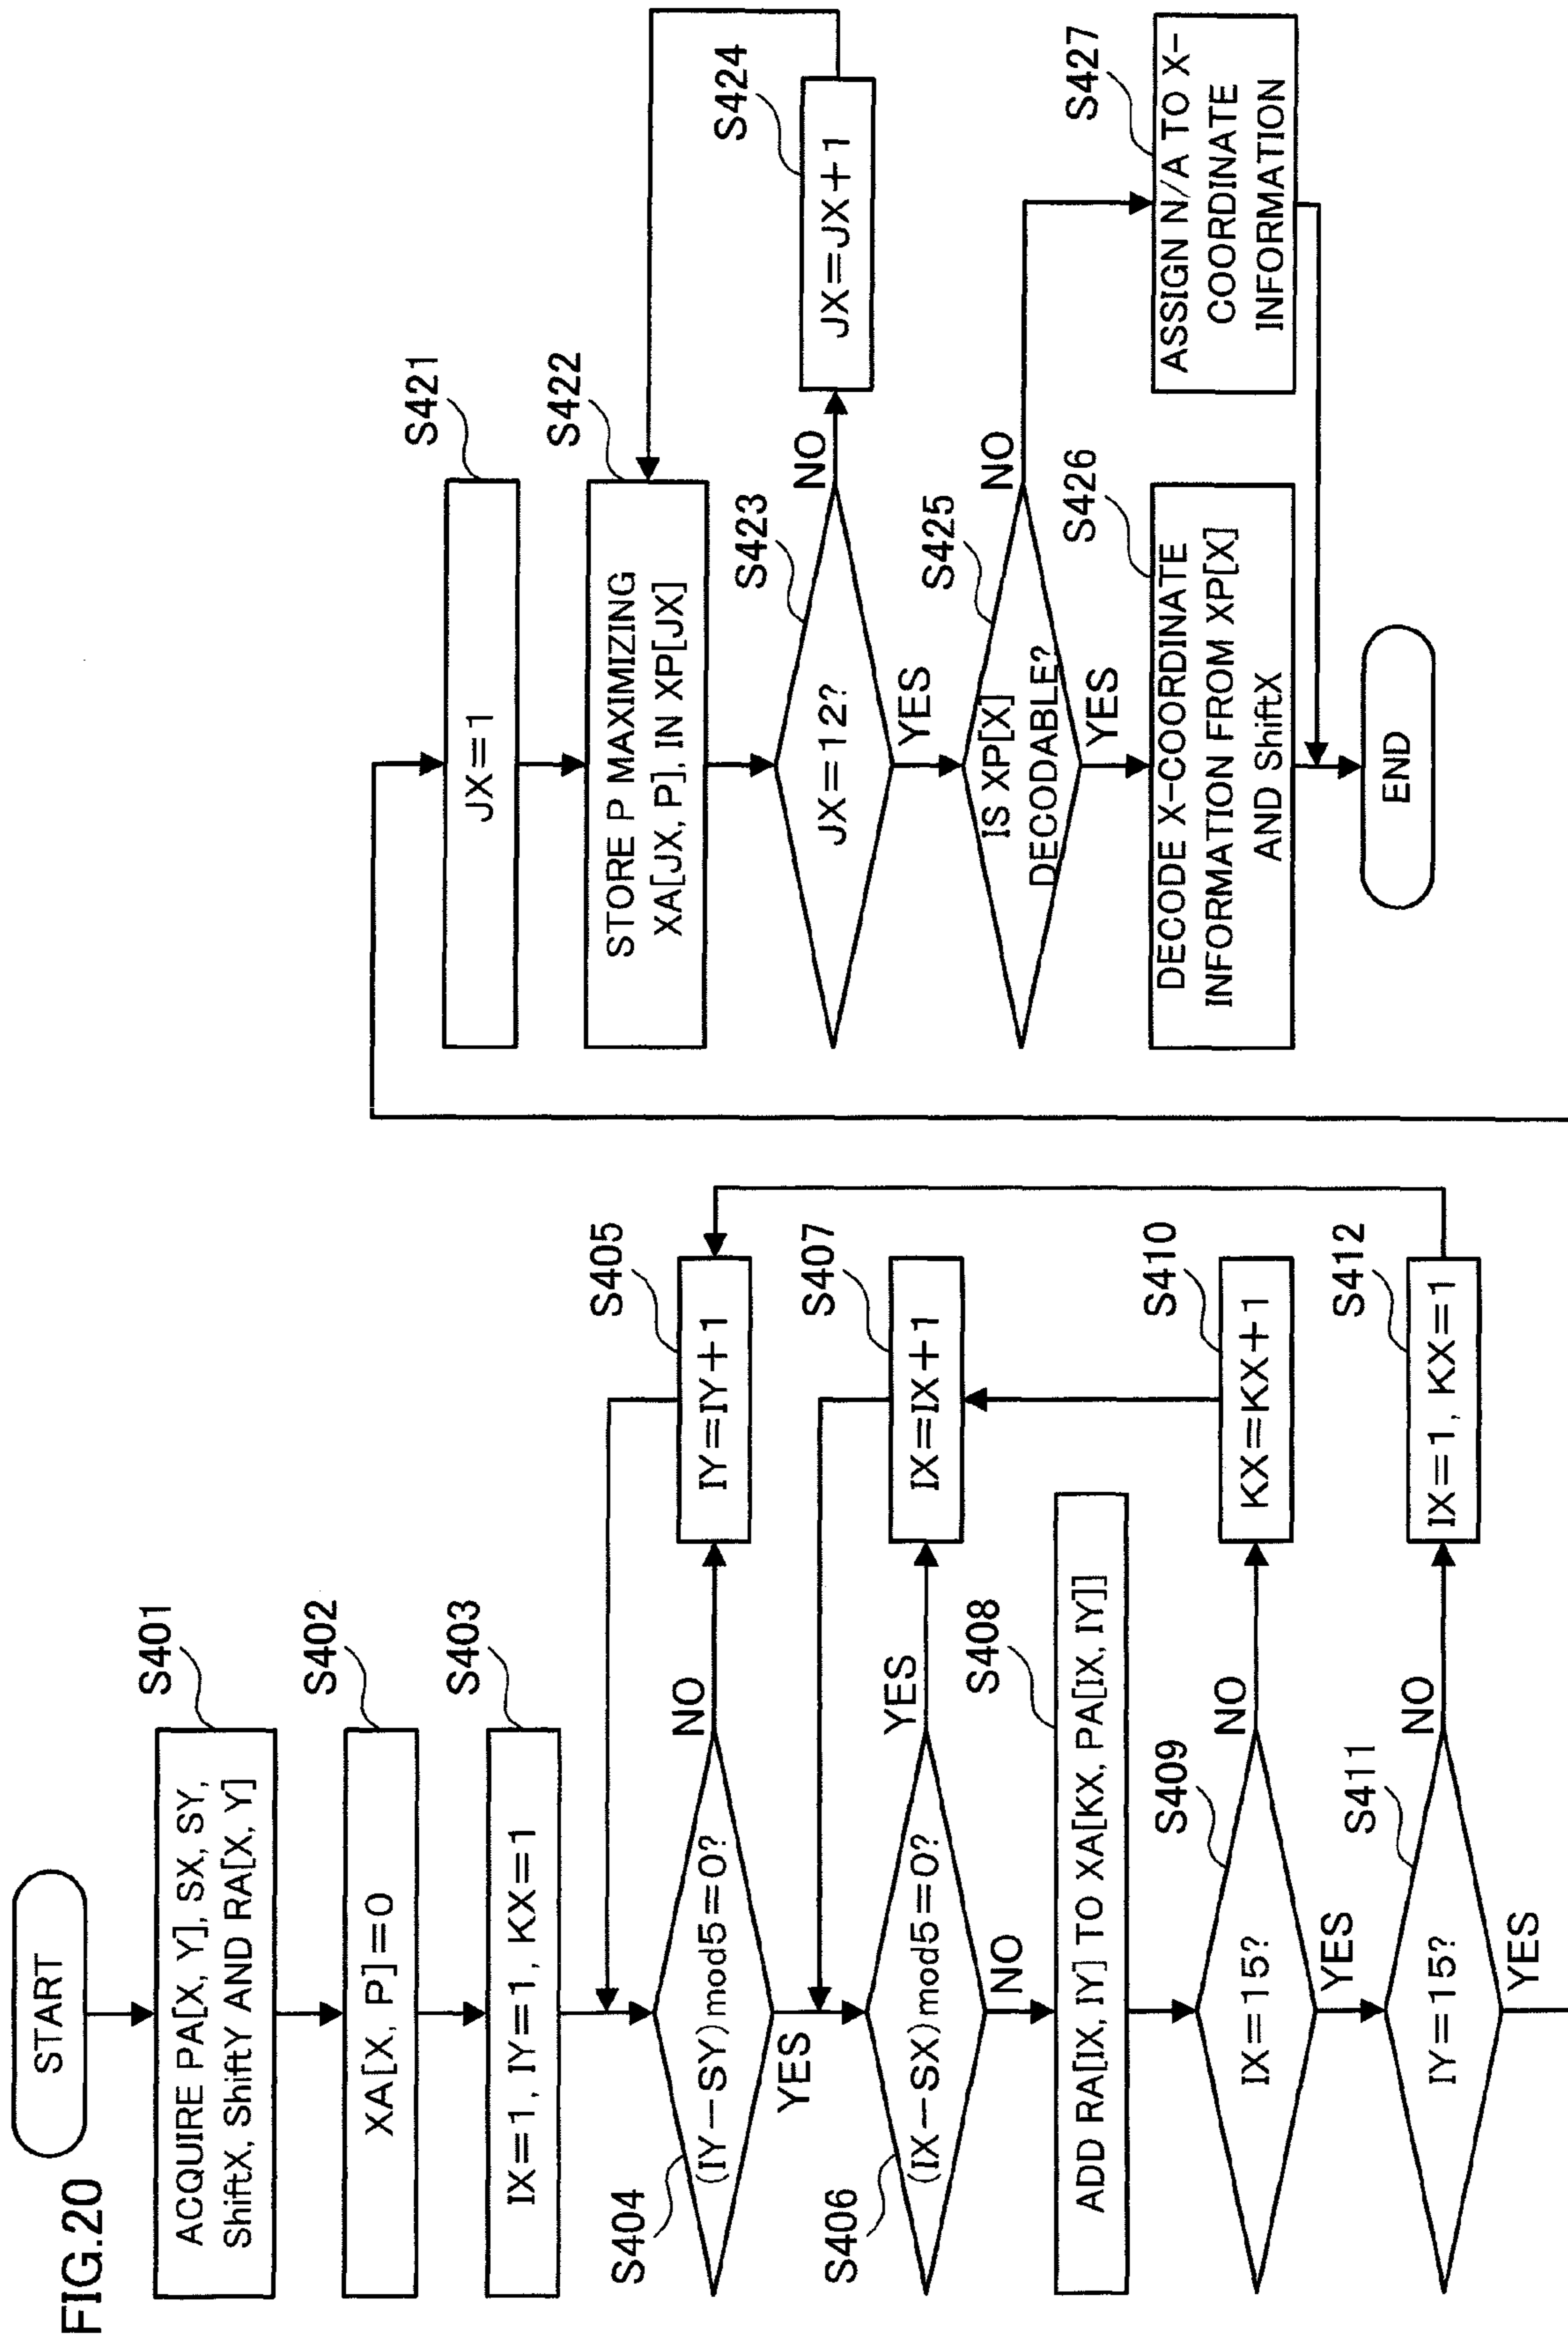 FIG.20
START
S401
ACQUIRE PA[X, Y], SX, SY,
ShiftX, ShiftY AND RA[X, Y]
S402
XA[X, P]=0
S403
IX=1, IY=1, KX=1
S404
(IY-SY)mod5=0?
NO
YES
S405
IY=IY+1
S406
(IX-SX)mod5=0?
YES
NO
S407
IX=IX+1
S408
ADD RA[IX, IY] TO XA[KX, PA[IX, IY]]
S409
IX=15?
NO
YES
S410
KX=KX+1
S411
IY=15?
NO
YES
S412
IX=1, KX=1
S421
JX=1
S422
STORE P MAXIMIZING
XA[JX, P], IN XP[JX]
S423
JX=12?
NO
YES
S424
JX=JX+1
S425
IS XP[X]
DECODABLE?
NO
YES
S426
DECODE X-COORDINATE
INFORMATION FROM XP[X]
AND ShiftX
S427
ASSIGN N/A TO X-
COORDINATE
INFORMATION
END